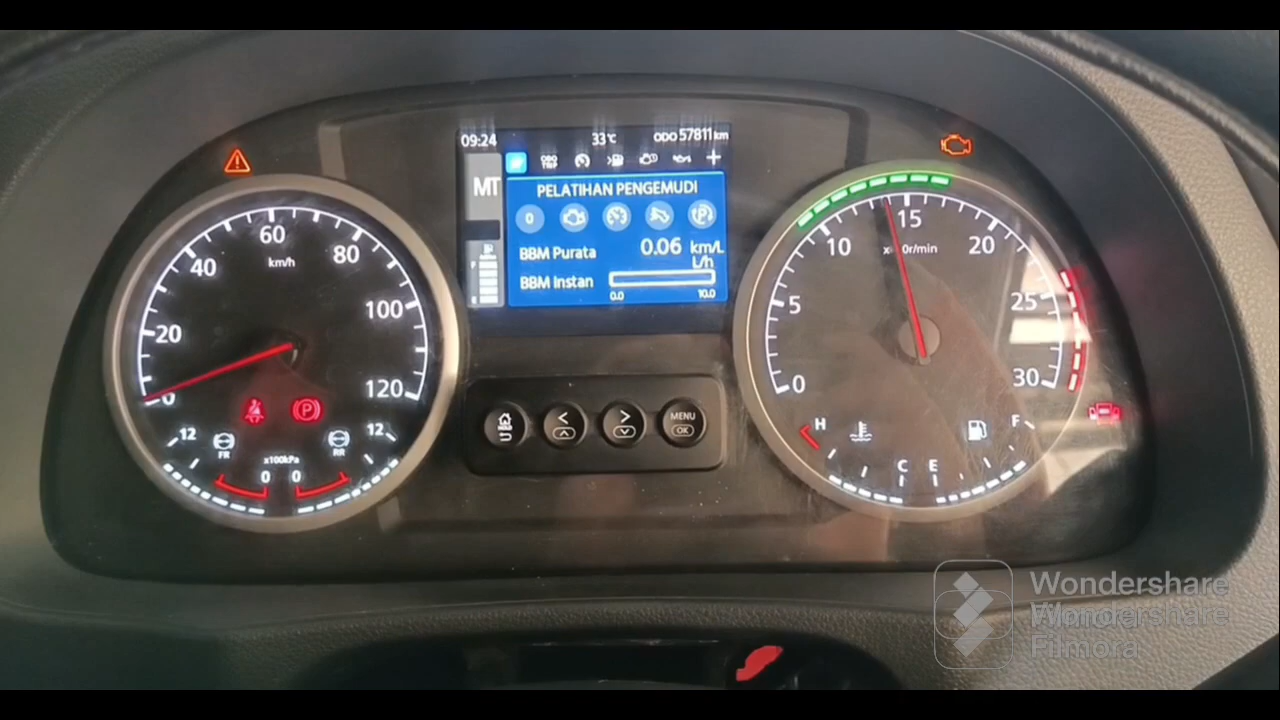 09:24 33℃ ODO 57811 km
MT
ODO TRIP
PELATIHAN PENGEMUDI
0
BBM Purata 0.06 km/L
L/h
BBM Instan
0.0 10.0
F
E
0 20 40 60 80 100 120
km/h
P
12 12
FR RR
x100kPa
0 0
MENU
OK
0 5 10 15 20 25 30
r/min
H C E F
Wondershare
Wondershare
Filmora